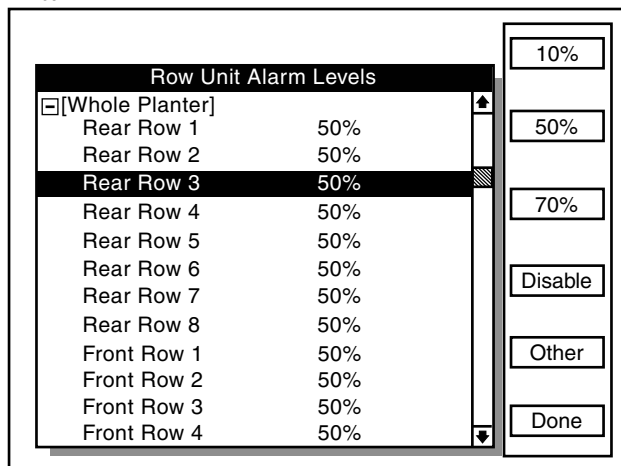 Row Unit Alarm Levels
[Whole Planter]
Rear Row 1 50%
Rear Row 2 50%
Rear Row 3 50%
Rear Row 4 50%
Rear Row 5 50%
Rear Row 6 50%
Rear Row 7 50%
Rear Row 8 50%
Front Row 1 50%
Front Row 2 50%
Front Row 3 50%
Front Row 4 50%
10%
50%
70%
Disable
Other
Done